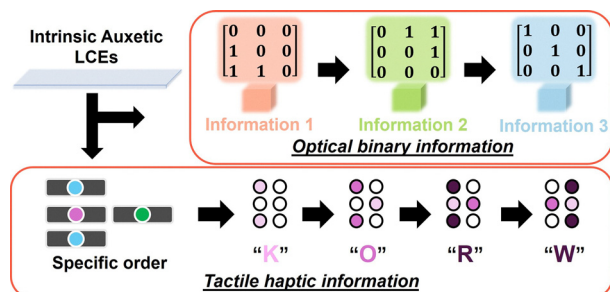 Intrinsic Auxetic
LCEs
[0 0 0
1 0 0
1 1 0]
[0 1 1
0 0 1
0 0 0]
[1 0 0
0 1 0
0 0 1]
Information 1
Information 2
Information 3
Optical binary information
Specific order
"K"
"O"
"R"
"W"
Tactile haptic information